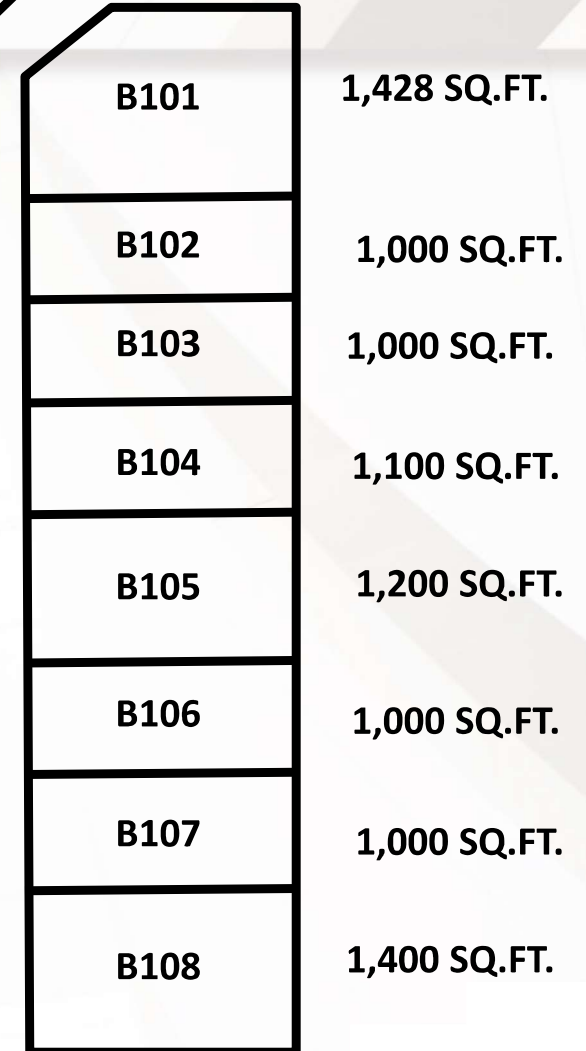 B101 1,428 SQ.FT.
B102 1,000 SQ.FT.
B103 1,000 SQ.FT.
B104 1,100 SQ.FT.
B105 1,200 SQ.FT.
B106 1,000 SQ.FT.
B107 1,000 SQ.FT.
B108 1,400 SQ.FT.